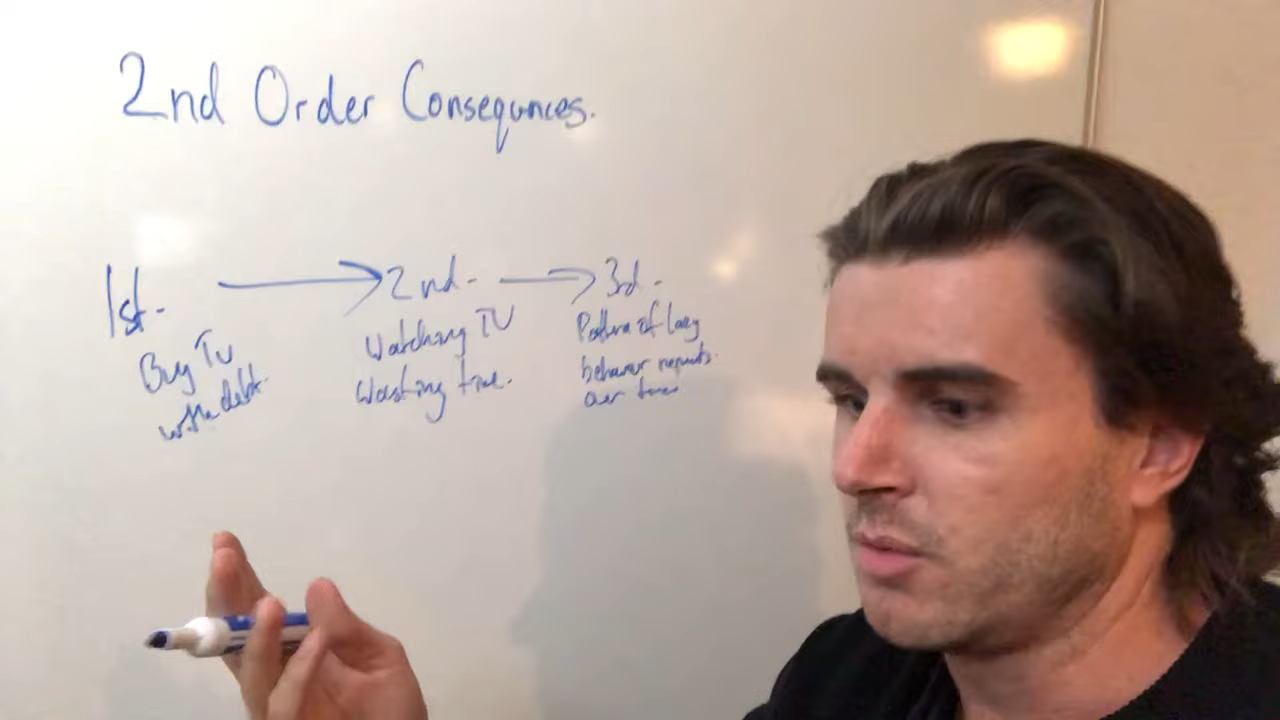 2nd Order Consequnces.
1st. → 2nd. → 3rd.
Buy TV
with debt.
Watching TV
Wasting time.
Pattern of lazy
behavior repeats.
over time